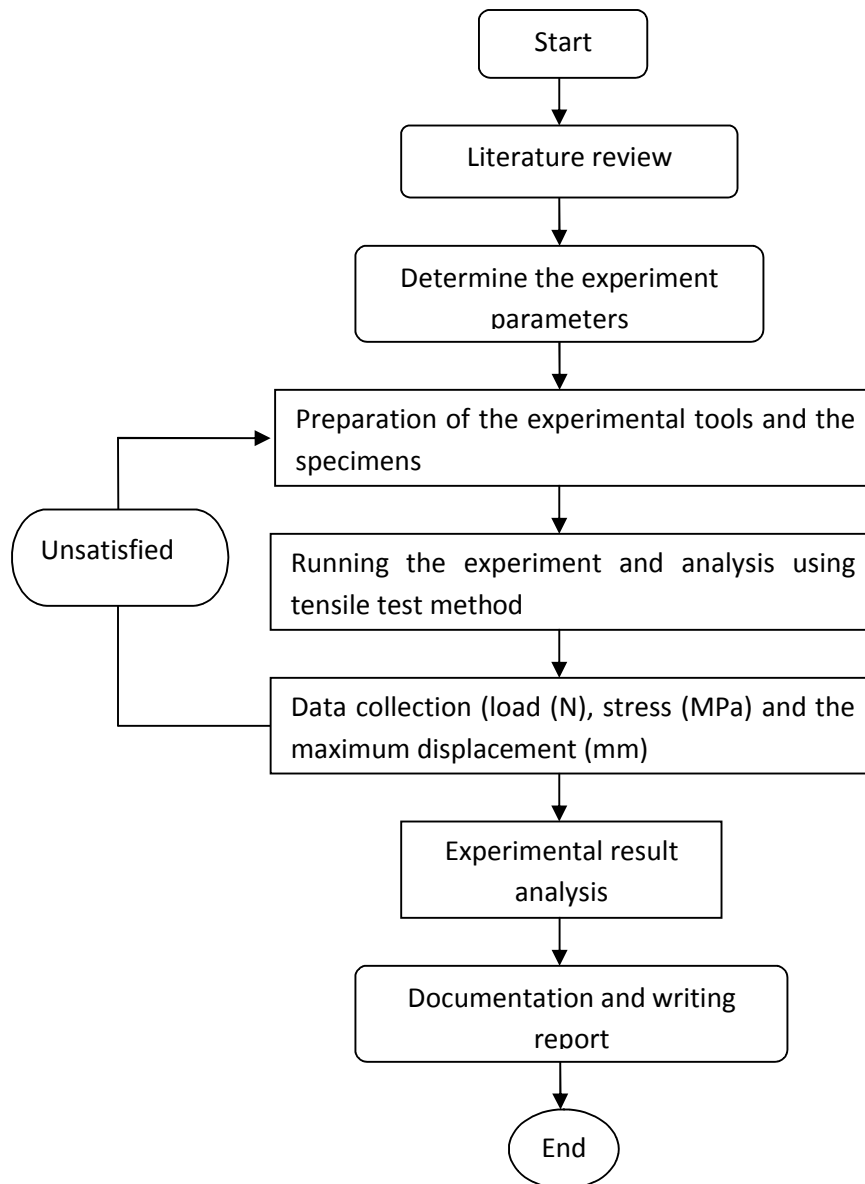 Start
Literature review
Determine the experiment
parameters
Preparation of the experimental tools and the
specimens
Unsatisfied
Running the experiment and analysis using
tensile test method
Data collection (load (N), stress (MPa) and the
maximum displacement (mm)
Experimental result
analysis
Documentation and writing
report
End